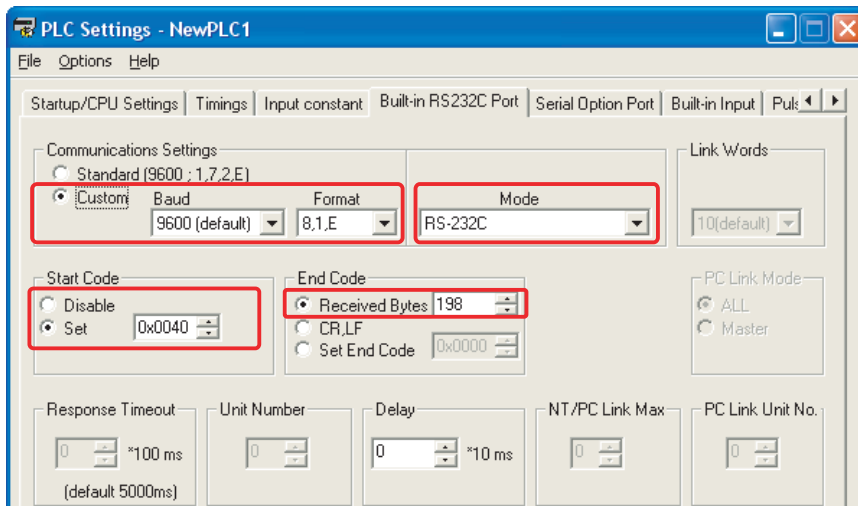 PLC Settings - NewPLC1
File Options Help
Startup/CPU Settings Timings Input constant Built-in RS232C Port Serial Option Port Built-in Input Puls
Communications Settings Link Words
Standard (9600 ; 1,7,2,E)
Custom Baud Format Mode
9600 (default) 8,1,E RS-232C 10(default)
Start Code End Code PC Link Mode
Disable Received Bytes 198 ALL
Set 0x0040 CR,LF Master
Set End Code 0x0000
Response Timeout Unit Number Delay NT/PC Link Max PC Link Unit No.
0 *100 ms 0 0 *10 ms 0 0
(default 5000ms)